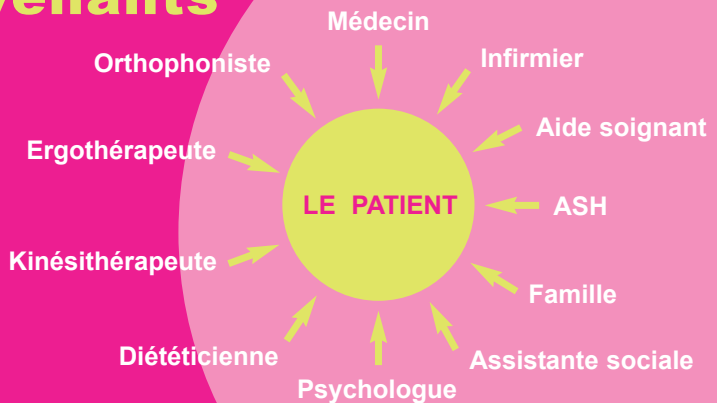 Médecin
Orthophoniste
Infirmier
Aide soignant
Ergothérapeute
LE PATIENT
ASH
Kinésithérapeute
Famille
Diététicienne
Assistante sociale
Psychologue